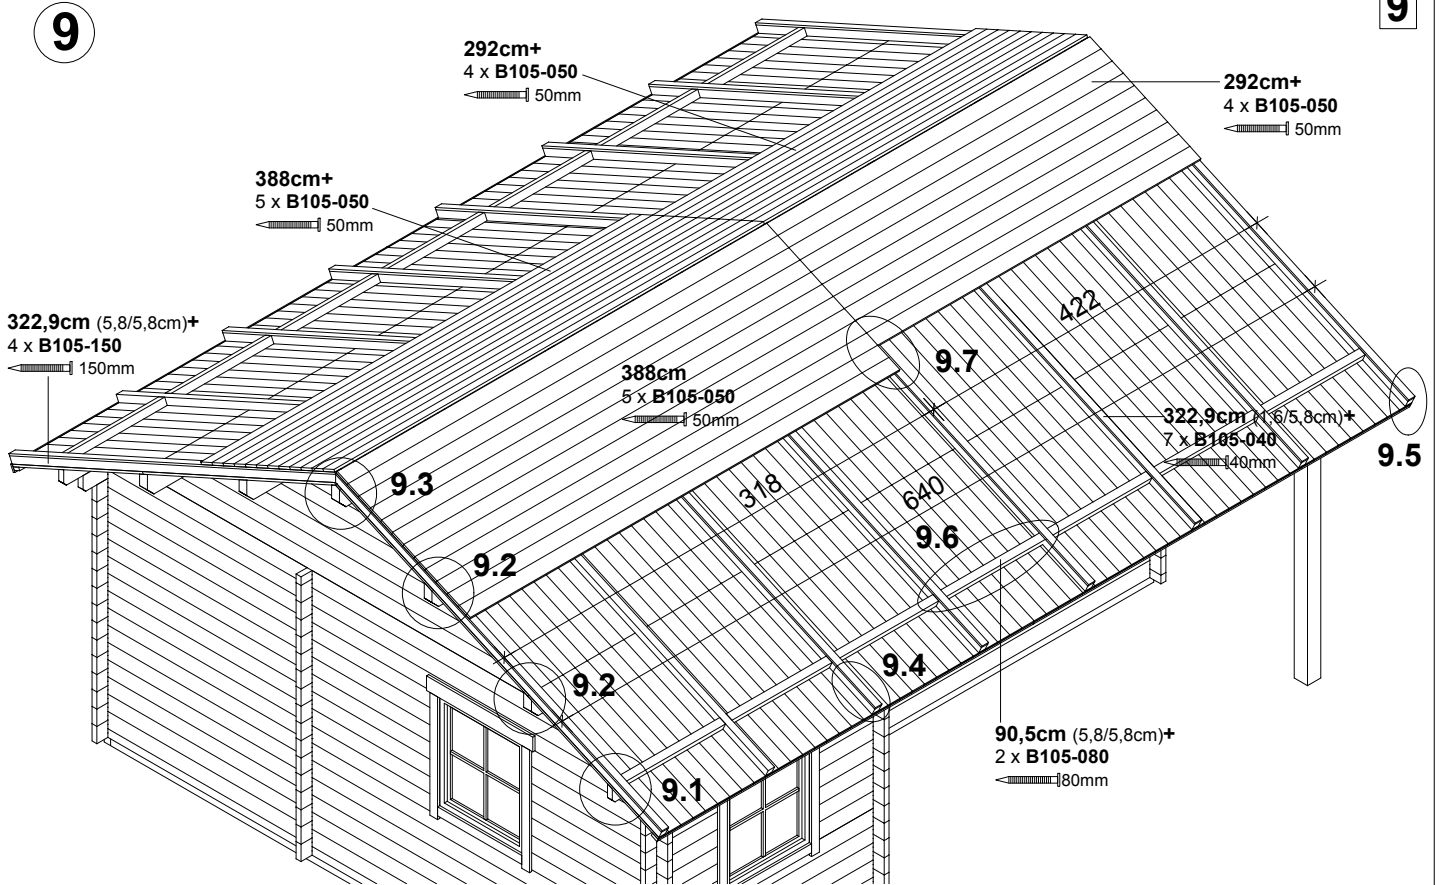 9
9
292cm+
4 x B105-050
50mm
292cm+
4 x B105-050
50mm
388cm+
5 x B105-050
50mm
322,9cm (5,8/5,8cm)+
4 x B105-150
150mm
422
9.7
388cm
5 x B105-050
50mm
322,9cm (1,6/5,8cm)+
7 x B105-040
40mm
9.5
9.3
318
640
9.6
9.2
9.2
9.4
90,5cm (5,8/5,8cm)+
2 x B105-080
80mm
9.1